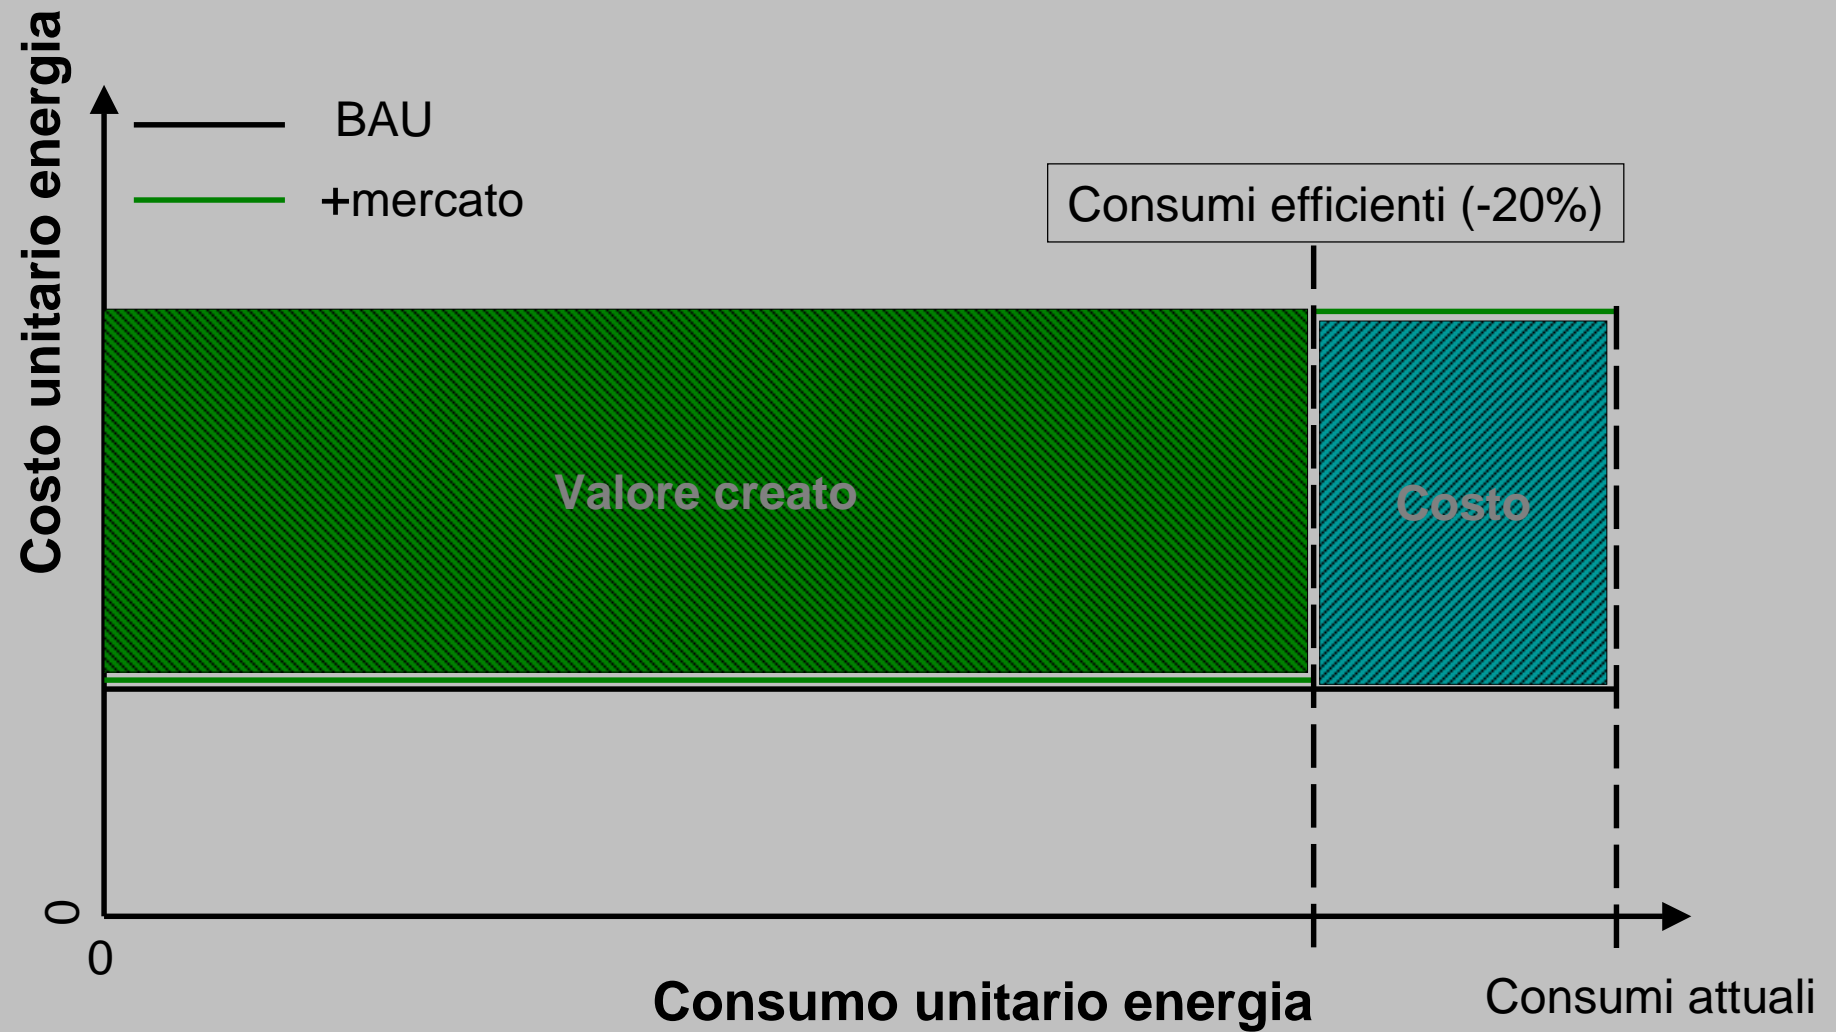 Costo unitario energia
BAU
+mercato
Consumi efficienti (-20%)
Valore creato
Costo
0
0
Consumo unitario energia
Consumi attuali